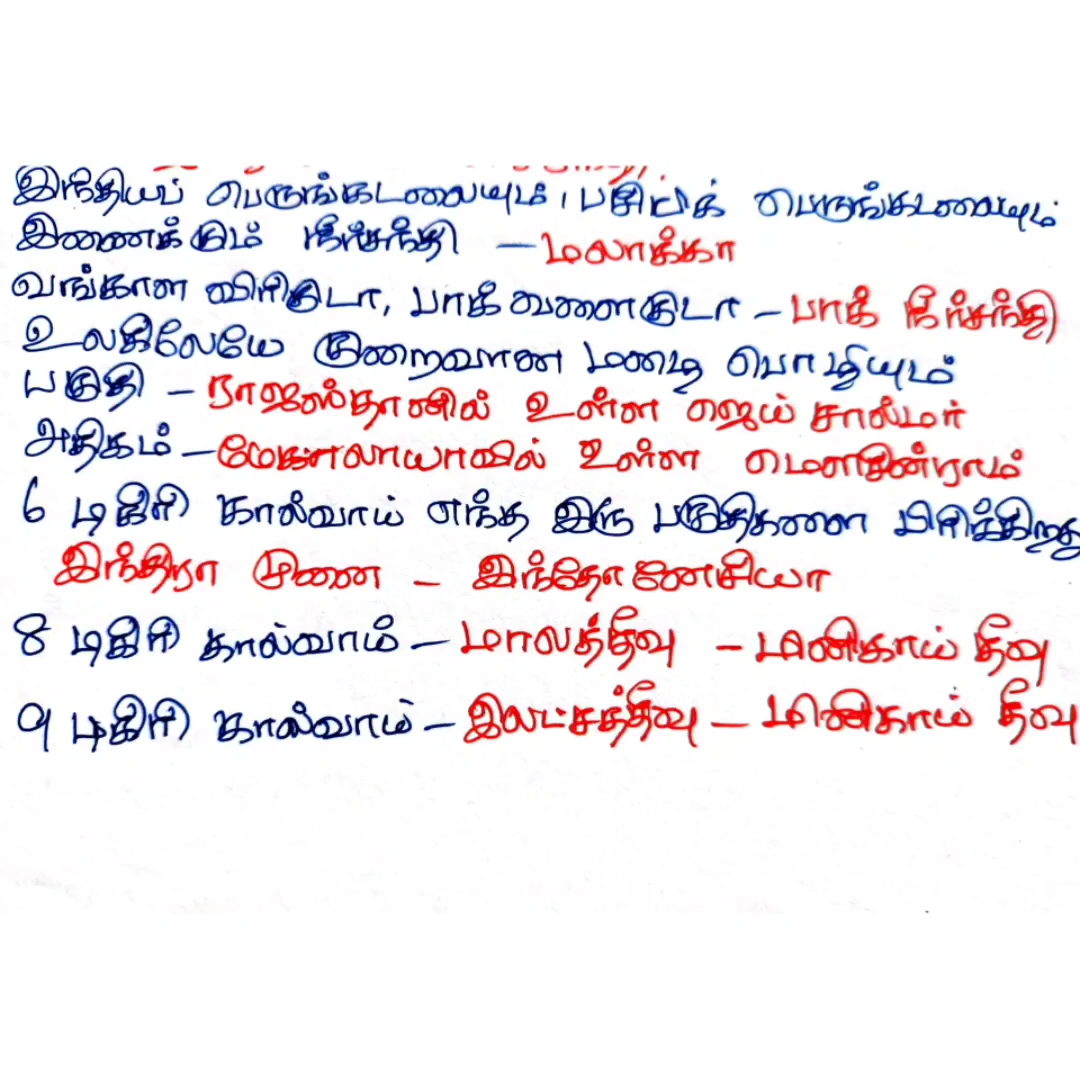 இந்தியப் பெருங்கடலையும், பசிபிக் பெருங்கடலையும்
இணைக்கும் நீர்சந்தி – மலாக்கா
வங்காள விரிகுடா, பாக் வளைகுடா – பாக் நீர்சந்தி
உலகிலேயே குறைவான மழை பொழியும்
பகுதி – ராஜஸ்தானில் உள்ள ஜெய் சால்மர்
அதிகம் – மேகாலாயாவில் உள்ள மௌசின்ராம்
6 டிகிரி கால்வாய் எந்த இரு பகுதிகளை பிரிக்கிறது
இந்திரா முனை – இந்தோனேசியா
8 டிகிரி கால்வாய் – மாலத்தீவு – மினிகாய் தீவு
9 டிகிரி கால்வாய் – இலட்சத்தீவு – மினிகாய் தீவு